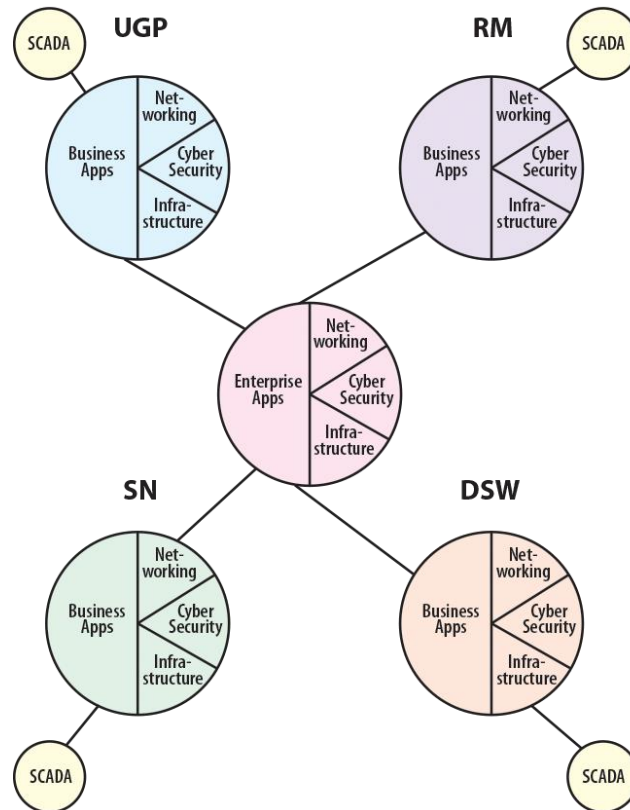 UGP
RM
SCADA
SCADA
Net-
working
Business
Apps
Cyber
Security
Infra-
structure
Net-
working
Business
Apps
Cyber
Security
Infra-
structure
Net-
working
Enterprise
Apps
Cyber
Security
Infra-
structure
SN
DSW
Net-
working
Business
Apps
Cyber
Security
Infra-
structure
Net-
working
Business
Apps
Cyber
Security
Infra-
structure
SCADA
SCADA